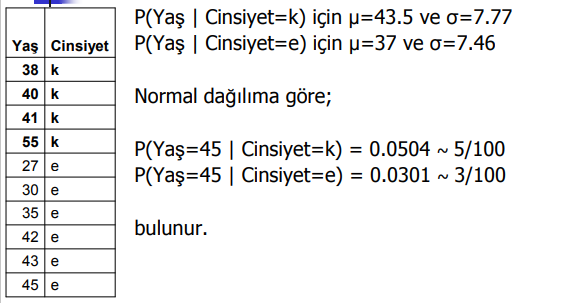 Yaş Cinsiyet
38 k
40 k
41 k
55 k
27 e
30 e
35 e
42 e
43 e
45 e
P(Yaş | Cinsiyet=k) için μ=43.5 ve σ=7.77
P(Yaş | Cinsiyet=e) için μ=37 ve σ=7.46
Normal dağılıma göre;
P(Yaş=45 | Cinsiyet=k) = 0.0504 ~ 5/100
P(Yaş=45 | Cinsiyet=e) = 0.0301 ~ 3/100
bulunur.